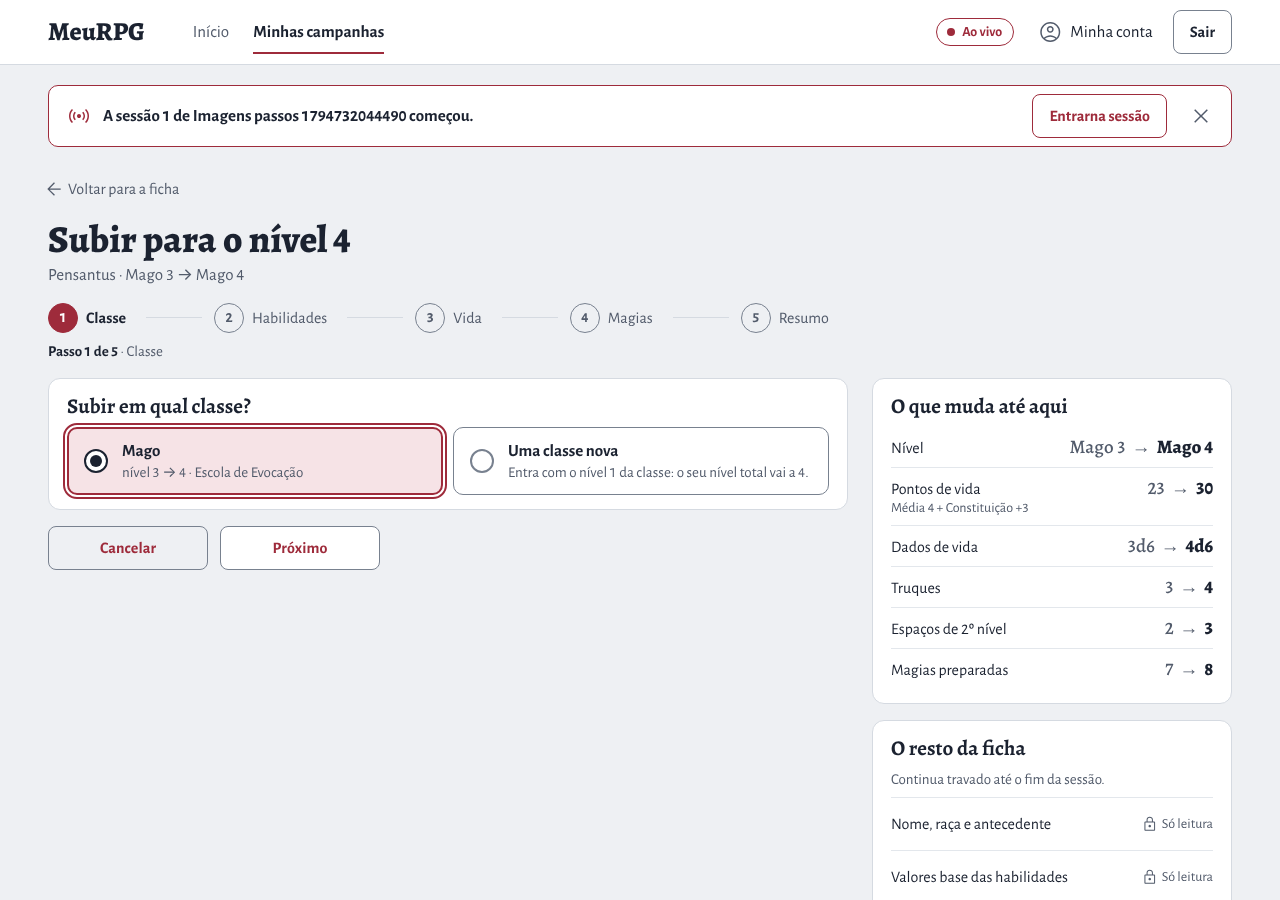 MeuRPG
Início
Minhas campanhas
Ao vivo
Minha conta
Sair
A sessão 1 de Imagens passos 1794732044490 começou.
Entrarna sessão
Voltar para a ficha
Subir para o nível 4
Pensantus · Mago 3 → Mago 4
1 Classe
2 Habilidades
3 Vida
4 Magias
5 Resumo
Passo 1 de 5 · Classe
Subir em qual classe?
Mago
nível 3 → 4 · Escola de Evocação
Uma classe nova
Entra com o nível 1 da classe: o seu nível total vai a 4.
Cancelar
Próximo
O que muda até aqui
Nível Mago 3 → Mago 4
Pontos de vida 23 → 30
Média 4 + Constituição +3
Dados de vida 3d6 → 4d6
Truques 3 → 4
Espaços de 2º nível 2 → 3
Magias preparadas 7 → 8
O resto da ficha
Continua travado até o fim da sessão.
Nome, raça e antecedente Só leitura
Valores base das habilidades Só leitura